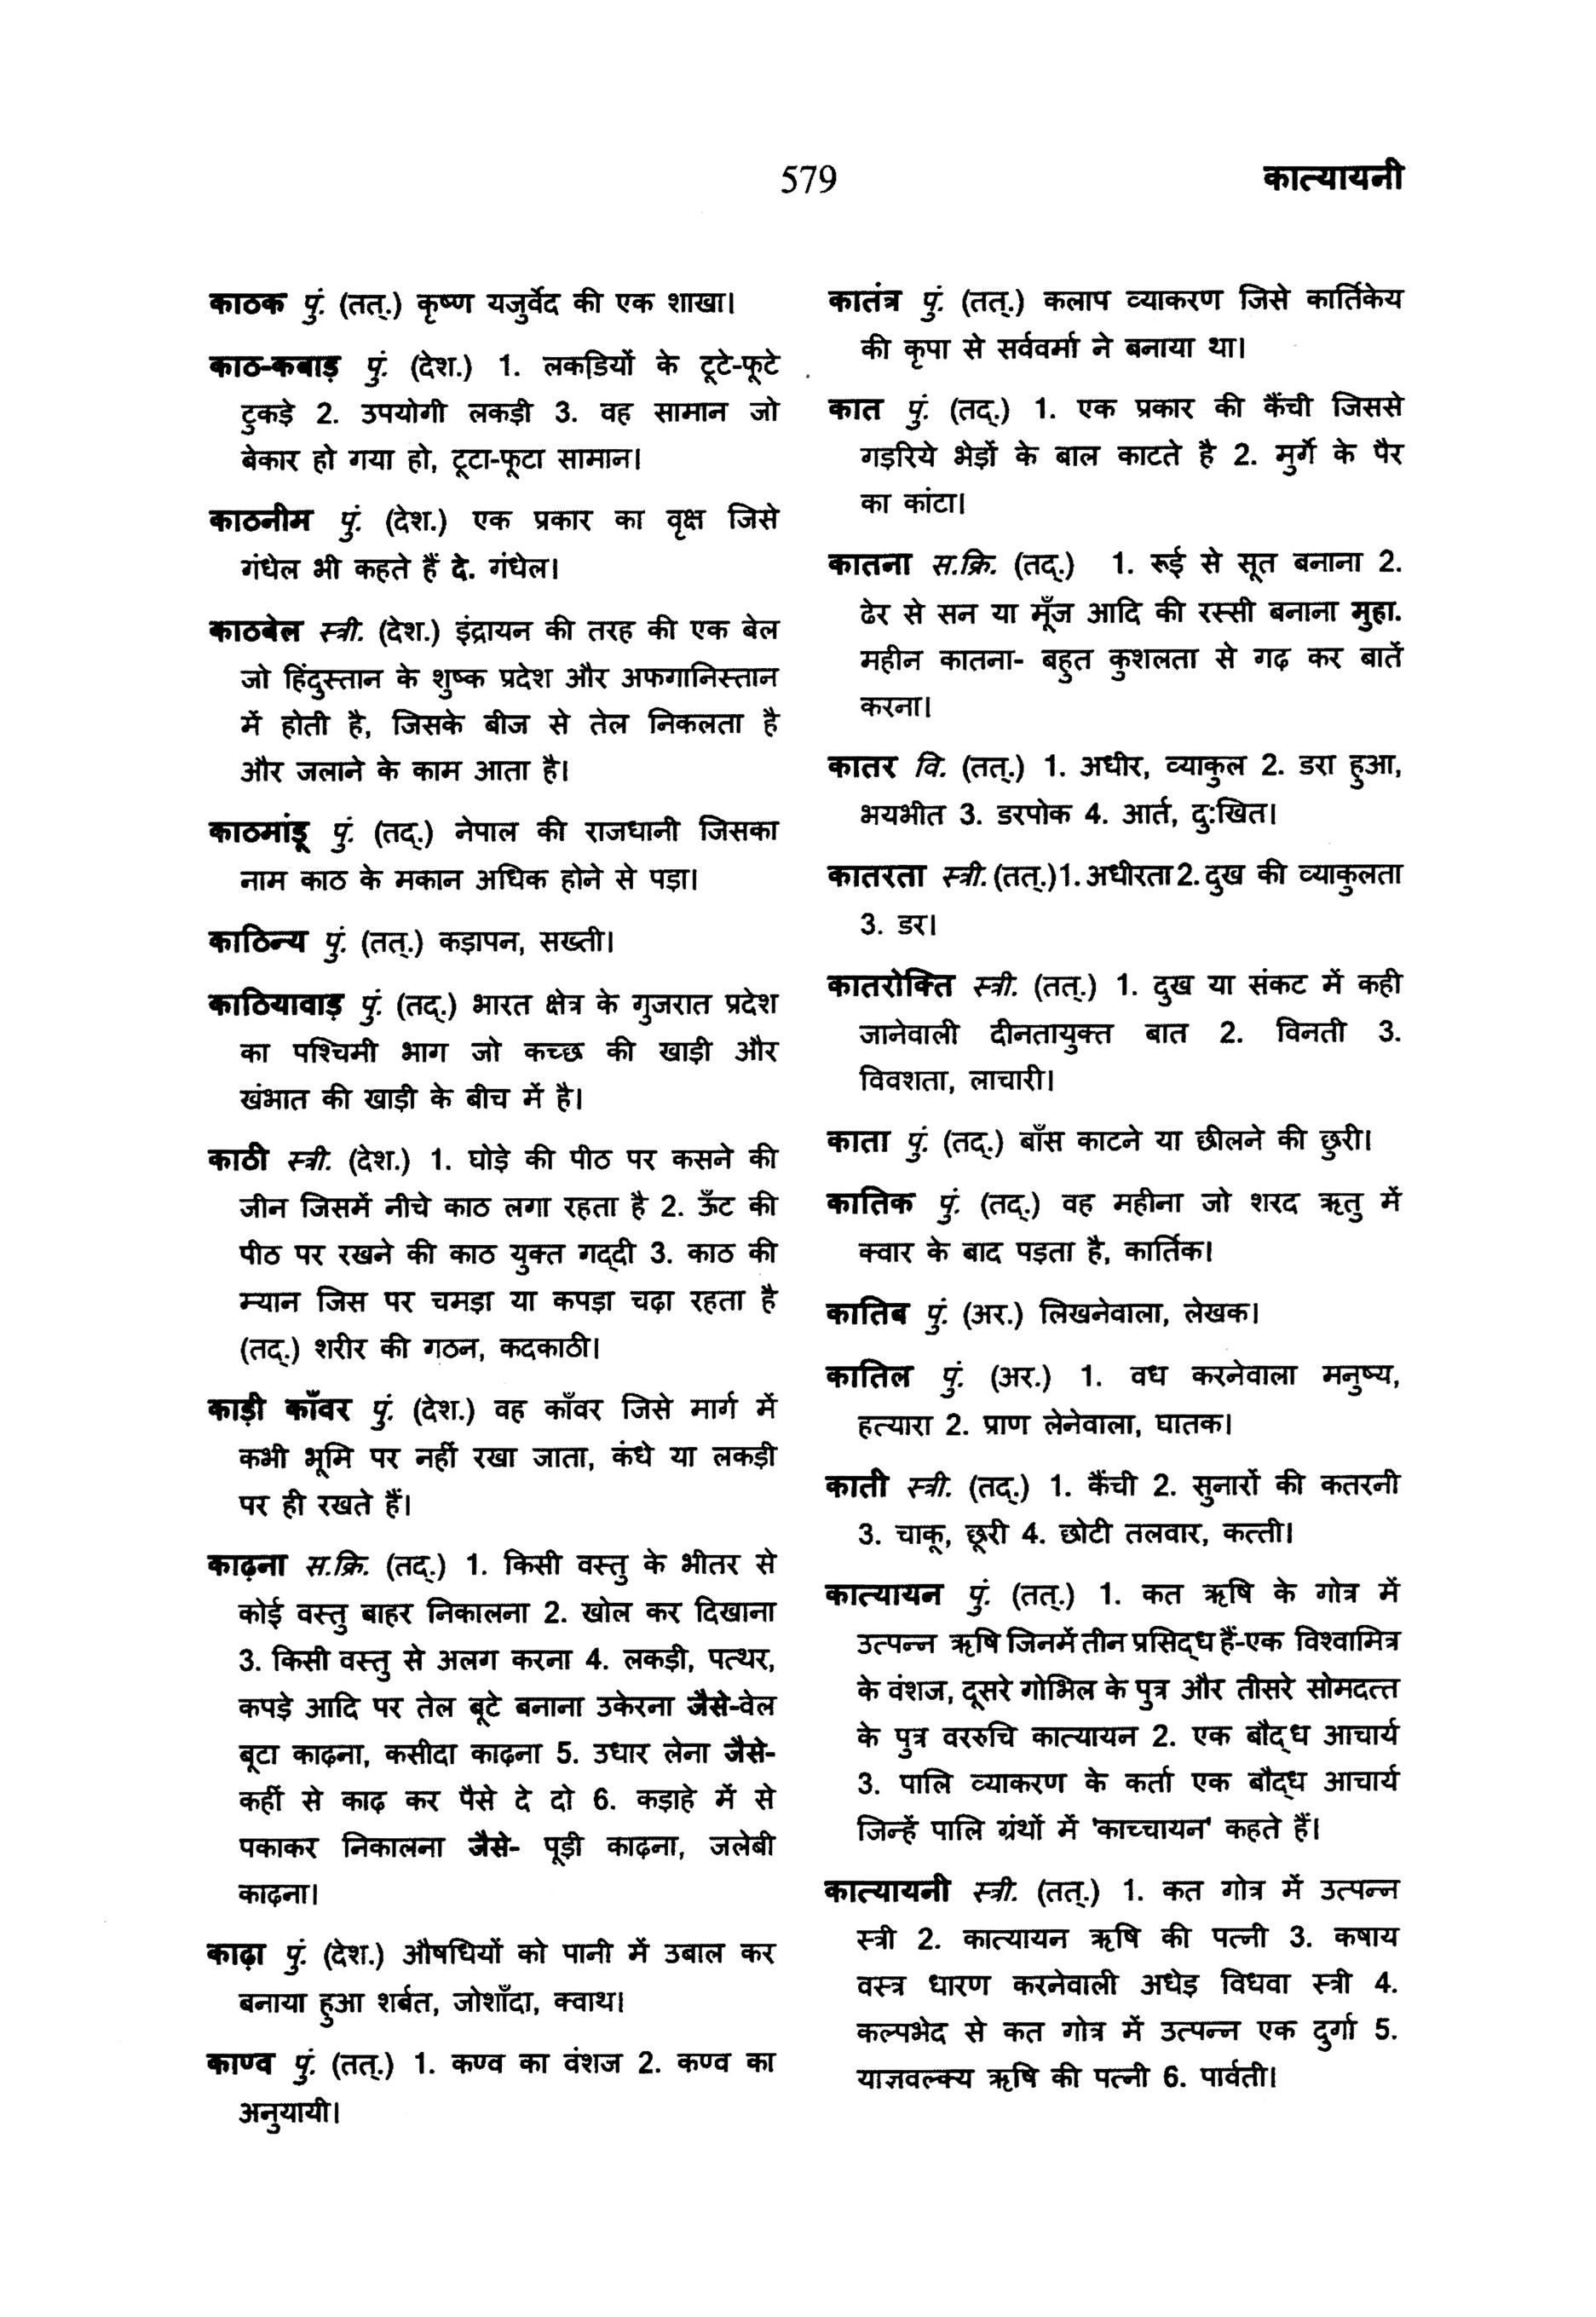 579
कात्यायनी
काठक पुं. (तत्.) कृष्ण यजुर्वेद की एक शाखा।
काठ-कबाड़ पुं. (देश.) 1. लकड़ियों के टूटे-फूटे
टुकड़े 2. उपयोगी लकड़ी 3. वह सामान जो
बेकार हो गया हो, टूटा-फूटा सामान।
काठनीम पुं. (देश.) एक प्रकार का वृक्ष जिसे
गंधेल भी कहते हैं दे. गंधेल।
काठबेल स्त्री. (देश.) इंद्रायन की तरह की एक बेल
जो हिंदुस्तान के शुष्क प्रदेश और अफगानिस्तान
में होती है, जिसके बीज से तेल निकलता है
और जलाने के काम आता है।
काठमांडू पुं. (तद्.) नेपाल की राजधानी जिसका
नाम काठ के मकान अधिक होने से पड़ा।
काठिन्य पुं. (तत्.) कड़ापन, सख्ती।
काठियावाड़ पुं. (तद्.) भारत क्षेत्र के गुजरात प्रदेश
का पश्चिमी भाग जो कच्छ की खाड़ी और
खंभात की खाड़ी के बीच में है।
काठी स्त्री. (देश.) 1. घोड़े की पीठ पर कसने की
जीन जिसमें नीचे काठ लगा रहता है 2. ऊँट की
पीठ पर रखने की काठ युक्त गद्दी 3. काठ की
म्यान जिस पर चमड़ा या कपड़ा चढ़ा रहता है
(तद्.) शरीर की गठन, कदकाठी।
काड़ी काँवर पुं. (देश.) वह काँवर जिसे मार्ग में
कभी भूमि पर नहीं रखा जाता, कंधे या लकड़ी
पर ही रखते हैं।
काढ़ना स.क्रि. (तद्.) 1. किसी वस्तु के भीतर से
कोई वस्तु बाहर निकालना 2. खोल कर दिखाना
3. किसी वस्तु से अलग करना 4. लकड़ी, पत्थर,
कपड़े आदि पर तेल बूटे बनाना उकेरना जैसे-वेल
बूटा काढ़ना, कसीदा काढ़ना 5. उधार लेना जैसे-
कहीं से काढ़ कर पैसे दे दो 6. कड़ाहे में से
पकाकर निकालना जैसे- पूड़ी काढ़ना, जलेबी
काढ़ना।
काढ़ा पुं. (देश.) औषधियों को पानी में उबाल कर
बनाया हुआ शर्बत, जोशाँदा, क्वाथ।
काण्व पुं. (तत्.) 1. कण्व का वंशज 2. कण्व का
अनुयायी।
कातंत्र पुं. (तत्.) कलाप व्याकरण जिसे कार्तिकेय
की कृपा से सर्ववर्मा ने बनाया था।
कात पुं. (तद्.) 1. एक प्रकार की कैंची जिससे
गड़रिये भेड़ों के बाल काटते है 2. मुर्गे के पैर
का कांटा।
कातना स.क्रि. (तद्.) 1. रूई से सूत बनाना 2.
ढेर से सन या मूँज आदि की रस्सी बनाना मुहा.
महीन कातना- बहुत कुशलता से गढ़ कर बातें
करना।
कातर वि. (तत्.) 1. अधीर, व्याकुल 2. डरा हुआ,
भयभीत 3. डरपोक 4. आर्त, दुःखित।
कातरता स्त्री. (तत्.)1. अधीरता 2. दुख की व्याकुलता
3. डर।
कातरोक्ति स्त्री. (तत्.) 1. दुख या संकट में कही
जानेवाली दीनतायुक्त बात 2. विनती 3.
विवशता, लाचारी।
काता पुं. (तद्.) बाँस काटने या छीलने की छुरी।
कातिक पुं. (तद्.) वह महीना जो शरद ऋतु में
क्वार के बाद पड़ता है, कार्तिक।
कातिब पुं. (अर.) लिखनेवाला, लेखक।
कातिल पुं. (अर.) 1. वध करनेवाला मनुष्य,
हत्यारा 2. प्राण लेनेवाला, घातक।
काती स्त्री. (तद्.) 1. कैंची 2. सुनारों की कतरनी
3. चाकू, छूरी 4. छोटी तलवार, कत्ती।
कात्यायन पुं. (तत्.) 1. कत ऋषि के गोत्र में
उत्पन्न ऋषि जिनमें तीन प्रसिद्ध हैं-एक विश्वामित्र
के वंशज, दूसरे गोभिल के पुत्र और तीसरे सोमदत्त
के पुत्र वररुचि कात्यायन 2. एक बौद्ध आचार्य
3. पालि व्याकरण के कर्ता एक बौद्ध आचार्य
जिन्हें पालि ग्रंथों में 'काच्चायन' कहते हैं।
कात्यायनी स्त्री. (तत्.) 1. कत गोत्र में उत्पन्न
स्त्री 2. कात्यायन ऋषि की पत्नी 3. कषाय
वस्त्र धारण करनेवाली अधेड़ विधवा स्त्री 4.
कल्पभेद से कत गोत्र में उत्पन्न एक दुर्गा 5.
याज्ञवल्क्य ऋषि की पत्नी 6. पार्वती।